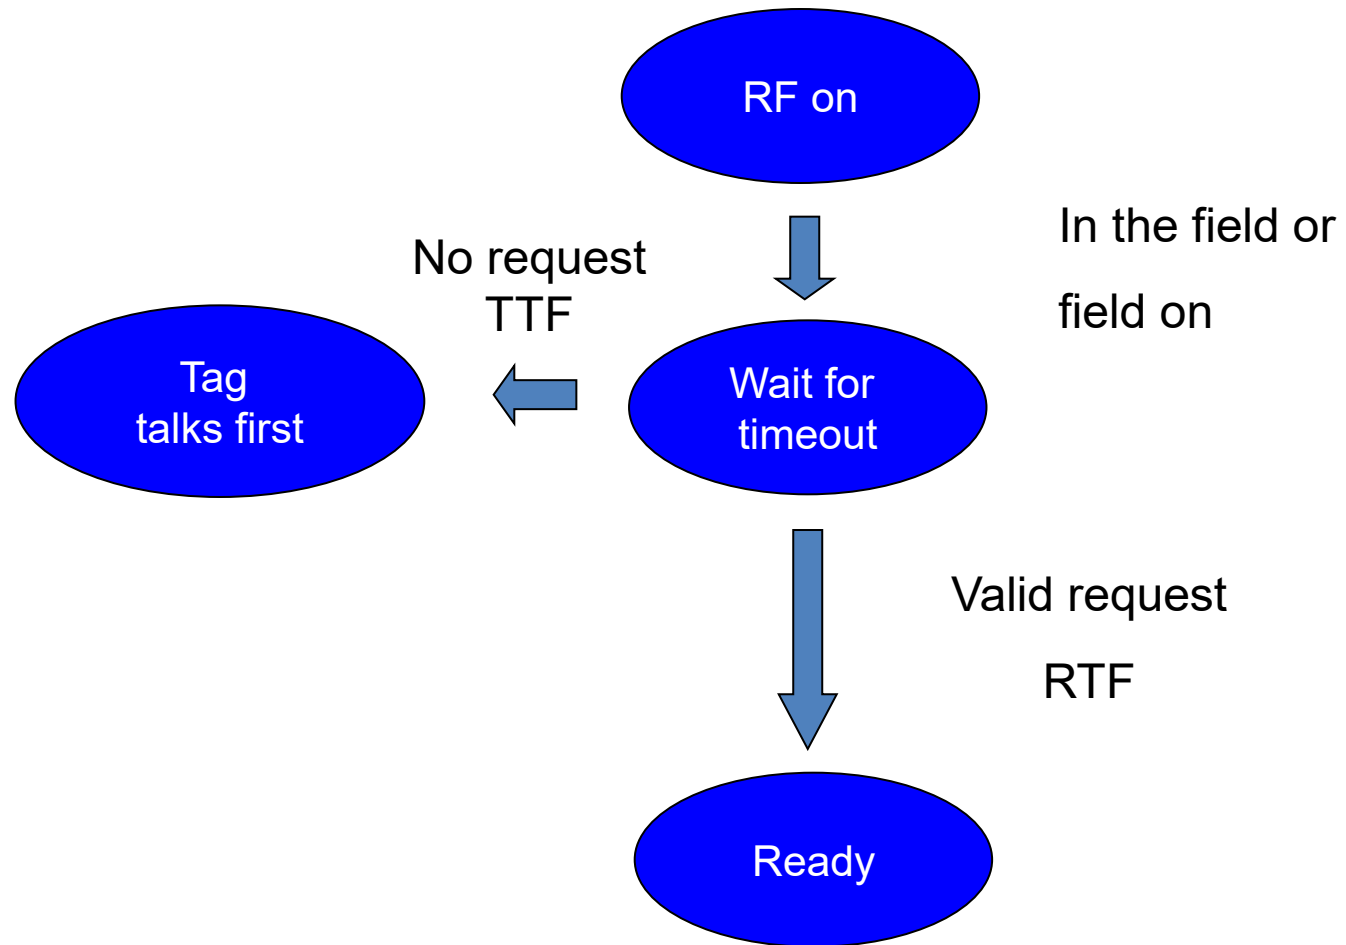 RF on
In the field or
field on
No request
TTF
Tag
talks first
Wait for
timeout
Valid request
RTF
Ready